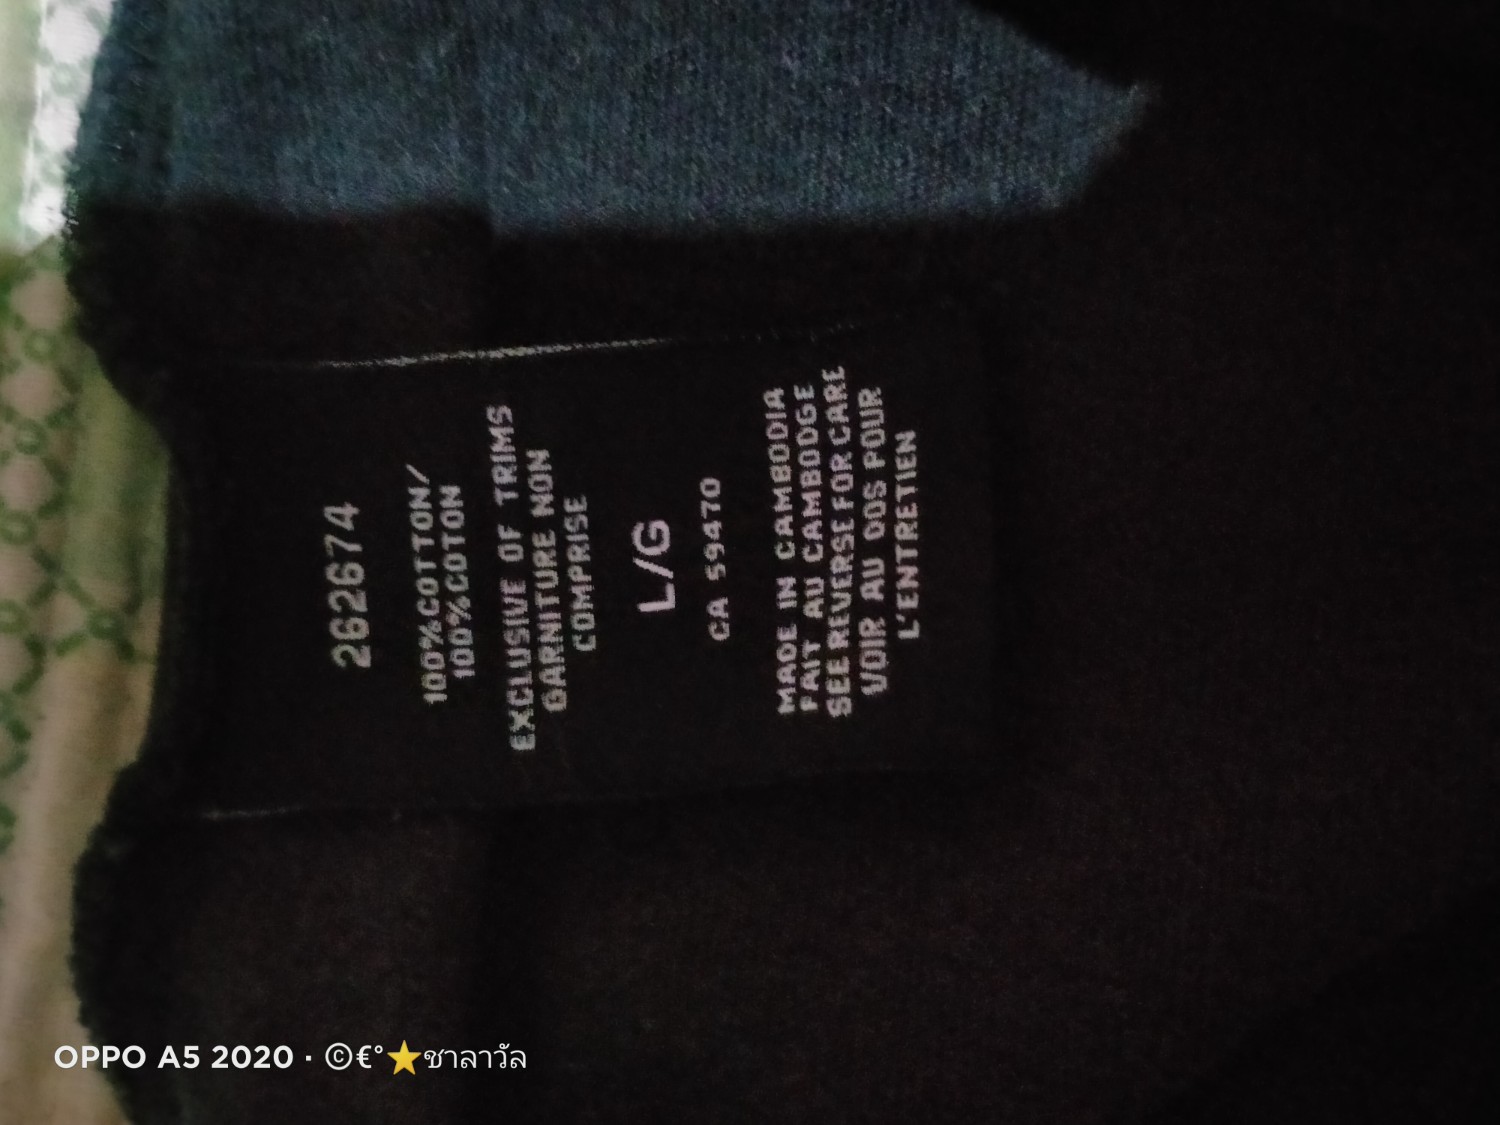 262674
100%COTTON/
100%COTON
EXCLUSIVE OF TRIMS
GARNITURE NON
COMPRISE
L/G
CA 59470
MADE IN CAMBODIA
FAIT AU CAMBODGE
SEE REVERSE FOR CARE
VOIR AU DOS POUR
L'ENTRETIEN
OPPO A5 2020 · ©€°⭐ชาลาวัล